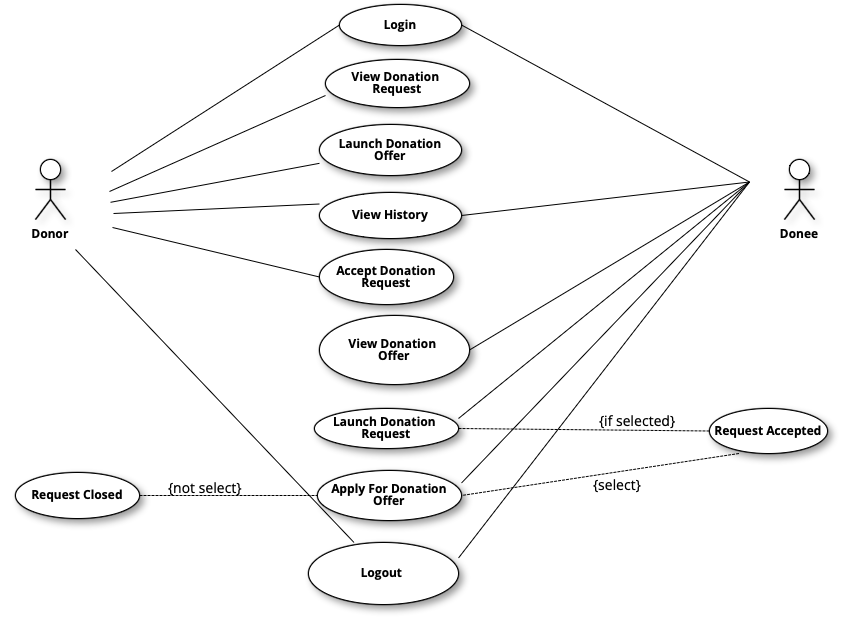 Login
View Donation
Request
Launch Donation
Offer
View History
Donor
Donee
Accept Donation
Request
View Donation
Offer
Launch Donation
Request
{if selected}
Request Accepted
Request Closed
{not select}
Apply For Donation
Offer
{select}
Logout